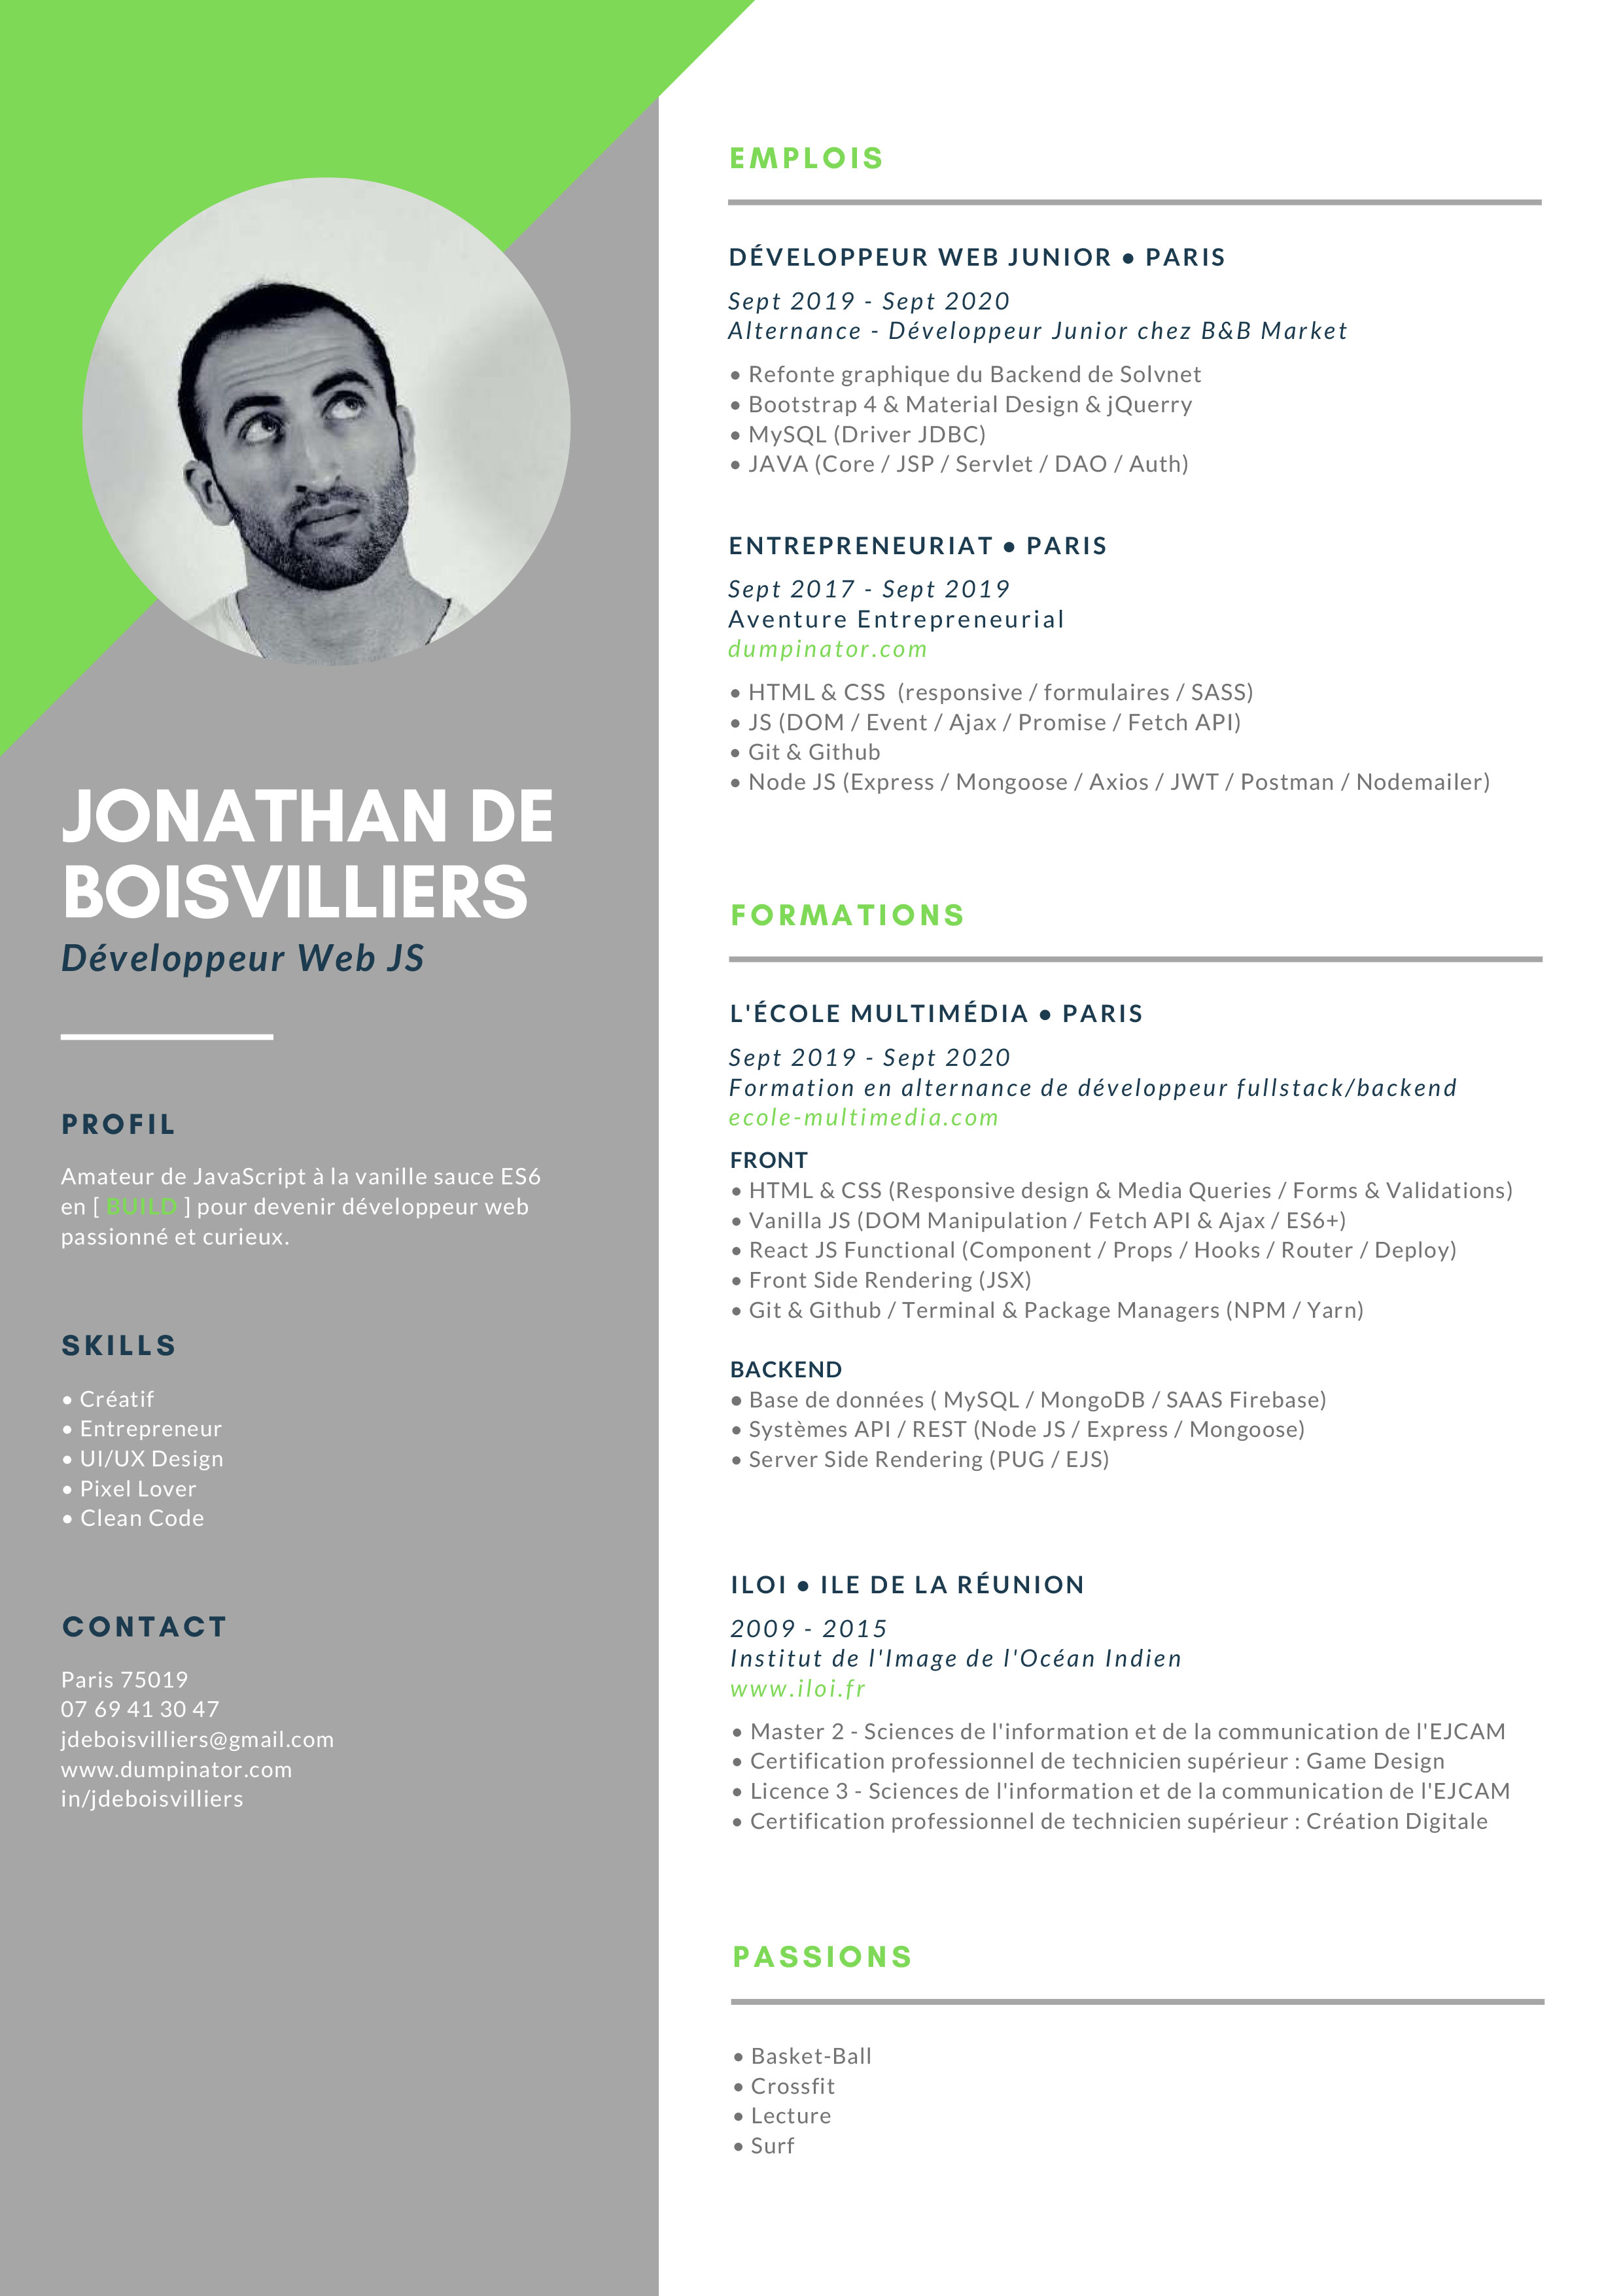 JONATHAN DE
BOISVILLIERS
Développeur Web JS
PROFIL
Amateur de JavaScript à la vanille sauce ES6
en [ BUILD ] pour devenir développeur web
passionné et curieux.
SKILLS
• Créatif
• Entrepreneur
• UI/UX Design
• Pixel Lover
• Clean Code
CONTACT
Paris 75019
07 69 41 30 47
jdeboisvilliers@gmail.com
www.dumpinator.com
in/jdeboisvilliers
EMPLOIS
DÉVELOPPEUR WEB JUNIOR • PARIS
Sept 2019 - Sept 2020
Alternance - Développeur Junior chez B&B Market
• Refonte graphique du Backend de Solvnet
• Bootstrap 4 & Material Design & jQuerry
• MySQL (Driver JDBC)
• JAVA (Core / JSP / Servlet / DAO / Auth)
ENTREPRENEURIAT • PARIS
Sept 2017 - Sept 2019
Aventure Entrepreneurial
dumpinator.com
• HTML & CSS (responsive / formulaires / SASS)
• JS (DOM / Event / Ajax / Promise / Fetch API)
• Git & Github
• Node JS (Express / Mongoose / Axios / JWT / Postman / Nodemailer)
FORMATIONS
L'ÉCOLE MULTIMÉDIA • PARIS
Sept 2019 - Sept 2020
Formation en alternance de développeur fullstack/backend
ecole-multimedia.com
FRONT
• HTML & CSS (Responsive design & Media Queries / Forms & Validations)
• Vanilla JS (DOM Manipulation / Fetch API & Ajax / ES6+)
• React JS Functional (Component / Props / Hooks / Router / Deploy)
• Front Side Rendering (JSX)
• Git & Github / Terminal & Package Managers (NPM / Yarn)
BACKEND
• Base de données ( MySQL / MongoDB / SAAS Firebase)
• Systèmes API / REST (Node JS / Express / Mongoose)
• Server Side Rendering (PUG / EJS)
ILOI • ILE DE LA RÉUNION
2009 - 2015
Institut de l'Image de l'Océan Indien
www.iloi.fr
• Master 2 - Sciences de l'information et de la communication de l'EJCAM
• Certification professionnel de technicien supérieur : Game Design
• Licence 3 - Sciences de l'information et de la communication de l'EJCAM
• Certification professionnel de technicien supérieur : Création Digitale
PASSIONS
• Basket-Ball
• Crossfit
• Lecture
• Surf